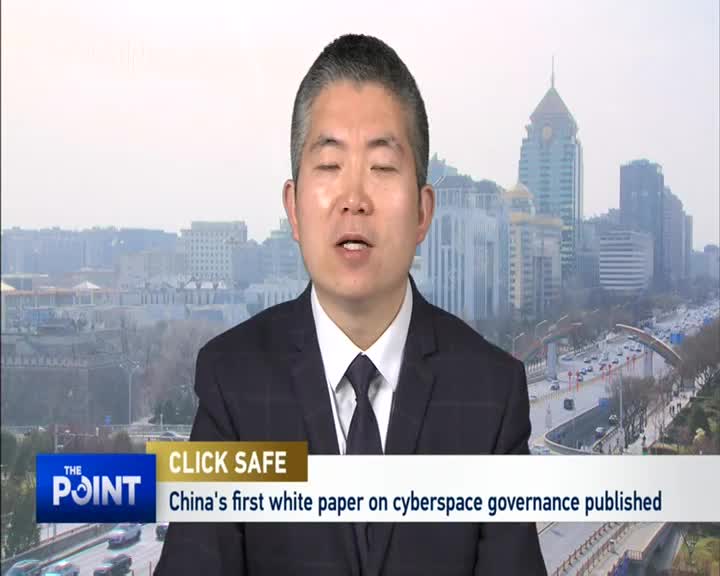 CLICK SAFE
THE
POINT
China's first white paper on cyberspace governance published